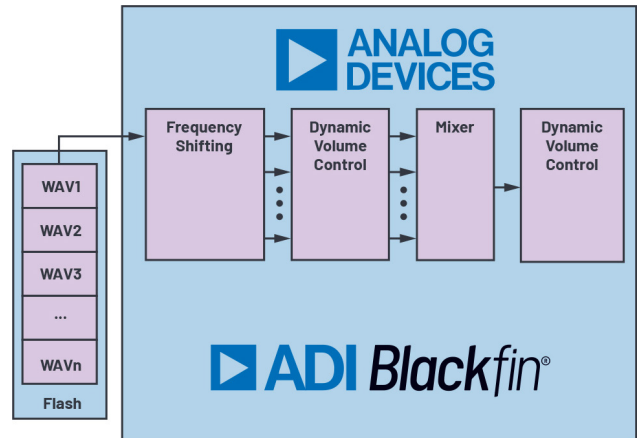 ANALOG
DEVICES
Frequency
Shifting
Dynamic
Volume
Control
Mixer
Dynamic
Volume
Control
WAV1
WAV2
WAV3
...
WAVn
Flash
ADI Blackfin®